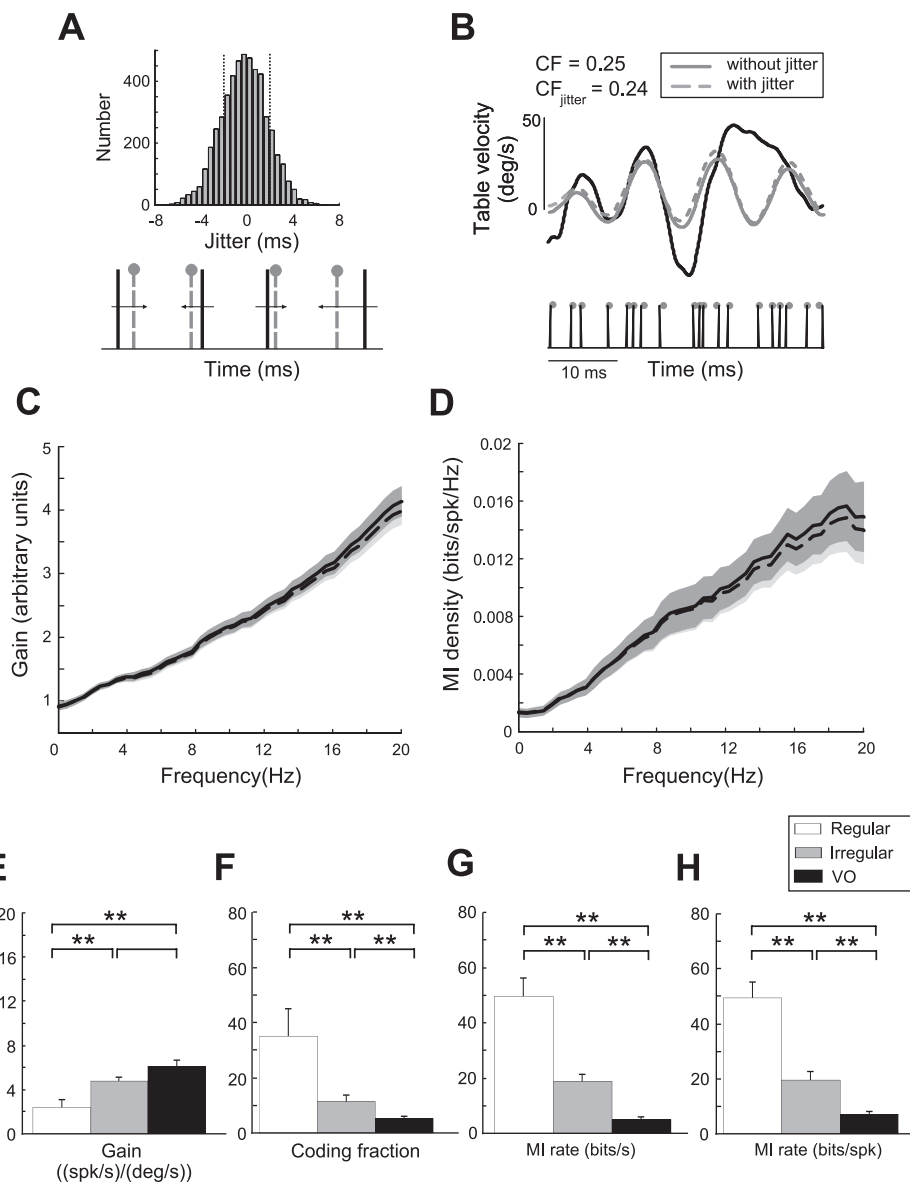 A
Number
400
200
0
-8 -4 0 4 8
Jitter (ms)
Time (ms)
B
CF = 0.25
CFjitter = 0.24
without jitter
with jitter
Table velocity
(deg/s)
50
0
10 ms
Time (ms)
C
Gain (arbitrary units)
5
4
3
2
1
0 4 8 12 16 20
Frequency(Hz)
D
MI density (bits/spk/Hz)
0.02
0.016
0.012
0.008
0.004
0
0 4 8 12 16 20
Frequency(Hz)
Regular
Irregular
VO
E
20
16
12
8
4
0
**
**
Gain
((spk/s)/(deg/s))
F
80
60
40
20
0
**
** **
Coding fraction
G
80
60
40
20
0
**
** **
MI rate (bits/s)
H
80
60
40
20
0
**
** **
MI rate (bits/spk)